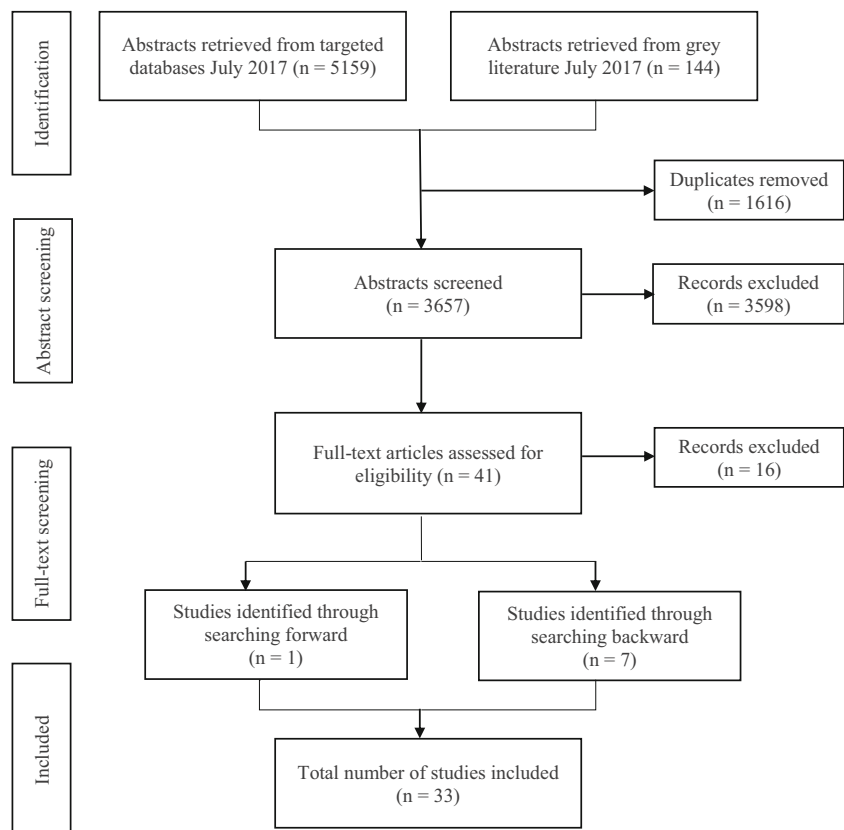 Identification
Abstracts retrieved from targeted
databases July 2017 (n = 5159)
Abstracts retrieved from grey
literature July 2017 (n = 144)
Duplicates removed
(n = 1616)
Abstract screening
Abstracts screened
(n = 3657)
Records excluded
(n = 3598)
Full-text screening
Full-text articles assessed for
eligibility (n = 41)
Records excluded
(n = 16)
Studies identified through
searching forward
(n = 1)
Studies identified through
searching backward
(n = 7)
Included
Total number of studies included
(n = 33)